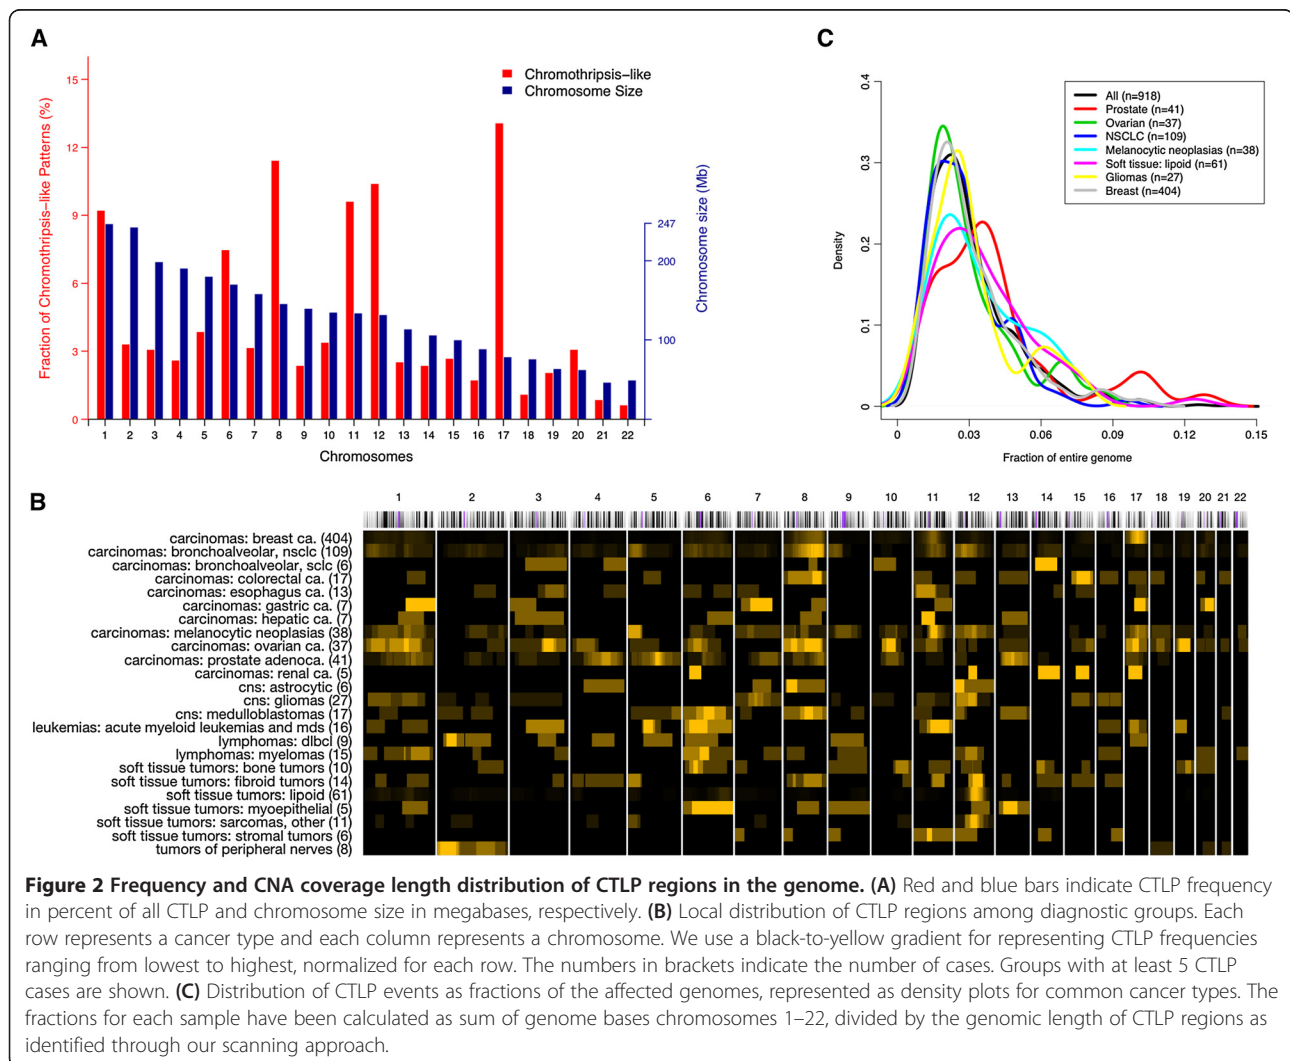 A
Chromothripsis-like
Chromosome Size
Fraction of Chromothripsis-like Patterns (%)
15
12
9
6
3
0
Chromosome size (Mb)
247
200
100
0
1 2 3 4 5 6 7 8 9 10 11 12 13 14 15 16 17 18 19 20 21 22
Chromosomes
C
Density
0.4
0.3
0.2
0.1
0
All (n=918)
Prostate (n=41)
Ovarian (n=37)
NSCLC (n=109)
Melanocytic neoplasias (n=38)
Soft tissue: lipoid (n=61)
Gliomas (n=27)
Breast (n=404)
0 0.03 0.06 0.09 0.12 0.15
Fraction of entire genome
B
1 2 3 4 5 6 7 8 9 10 11 12 13 14 15 16 17 18 19 20 21 22
carcinomas: breast ca. (404)
carcinomas: bronchoalveolar, nsclc (109)
carcinomas: bronchoalveolar, sclc (6)
carcinomas: colorectal ca. (17)
carcinomas: esophagus ca. (13)
carcinomas: gastric ca. (7)
carcinomas: hepatic ca. (7)
carcinomas: melanocytic neoplasias (38)
carcinomas: ovarian ca. (37)
carcinomas: prostate adenoca. (41)
carcinomas: renal ca. (5)
cns: astrocytic (6)
cns: gliomas (27)
cns: medulloblastomas (17)
leukemias: acute myeloid leukemias and mds (16)
lymphomas: dlbcl (9)
lymphomas: myelomas (15)
soft tissue tumors: bone tumors (10)
soft tissue tumors: fibroid tumors (14)
soft tissue tumors: lipoid (61)
soft tissue tumors: myoepithelial (5)
soft tissue tumors: sarcomas, other (11)
soft tissue tumors: stromal tumors (6)
tumors of peripheral nerves (8)
Figure 2 Frequency and CNA coverage length distribution of CTLP regions in the genome. (A) Red and blue bars indicate CTLP frequency
in percent of all CTLP and chromosome size in megabases, respectively. (B) Local distribution of CTLP regions among diagnostic groups. Each
row represents a cancer type and each column represents a chromosome. We use a black-to-yellow gradient for representing CTLP frequencies
ranging from lowest to highest, normalized for each row. The numbers in brackets indicate the number of cases. Groups with at least 5 CTLP
cases are shown. (C) Distribution of CTLP events as fractions of the affected genomes, represented as density plots for common cancer types. The
fractions for each sample have been calculated as sum of genome bases chromosomes 1–22, divided by the genomic length of CTLP regions as
identified through our scanning approach.